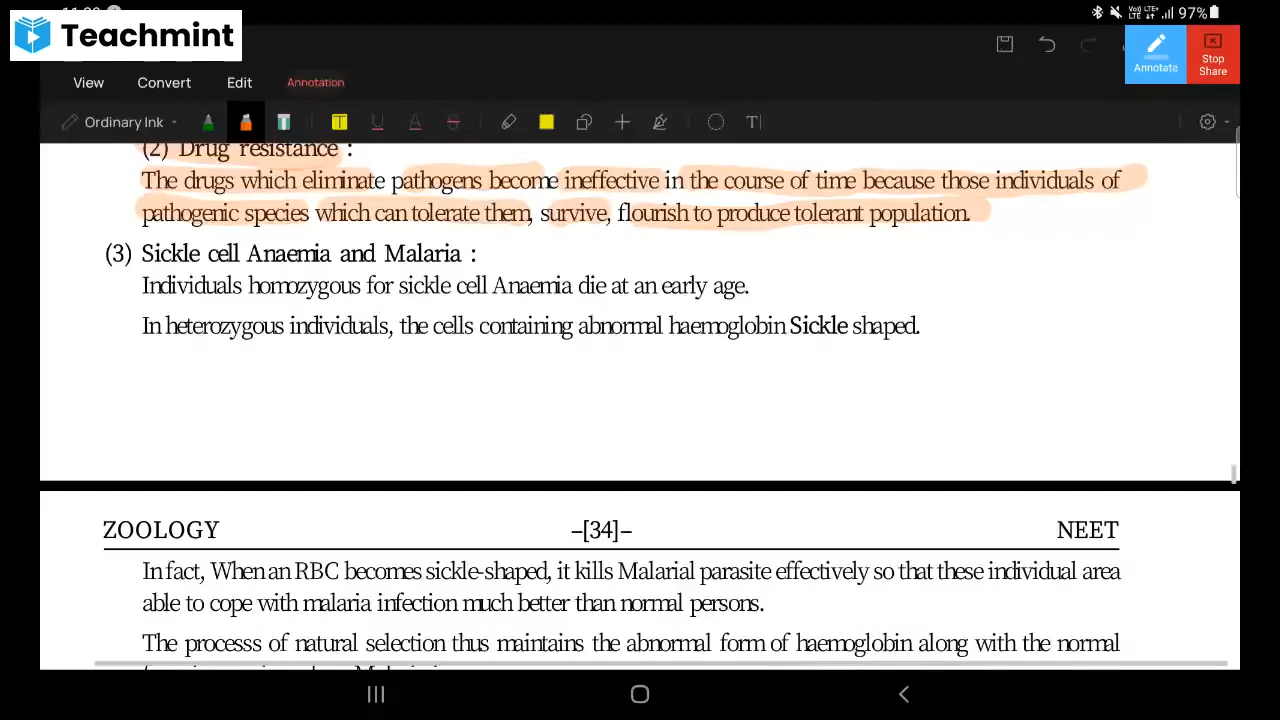 Teachmint
97%
View Convert Edit Annotation
Annotate
Stop
Share
Ordinary Ink
(2) Drug resistance :
The drugs which eliminate pathogens become ineffective in the course of time because those individuals of
pathogenic species which can tolerate them, survive, flourish to produce tolerant population.
(3) Sickle cell Anaemia and Malaria :
Individuals homozygous for sickle cell Anaemia die at an early age.
In heterozygous individuals, the cells containing abnormal haemoglobin Sickle shaped.
ZOOLOGY –[34]– NEET
In fact, When an RBC becomes sickle-shaped, it kills Malarial parasite effectively so that these individual area
able to cope with malaria infection much better than normal persons.
The processs of natural selection thus maintains the abnormal form of haemoglobin along with the normal